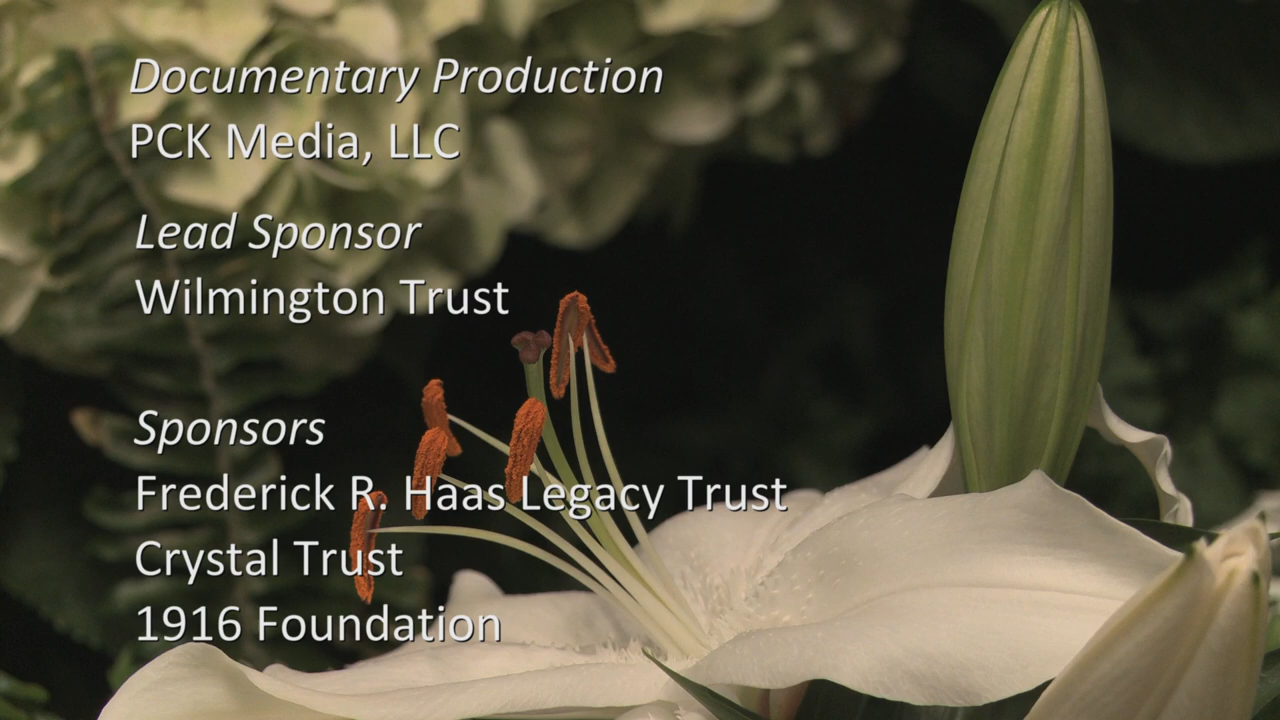 Documentary Production
PCK Media, LLC
Lead Sponsor
Wilmington Trust
Sponsors
Frederick R. Haas Legacy Trust
Crystal Trust
1916 Foundation